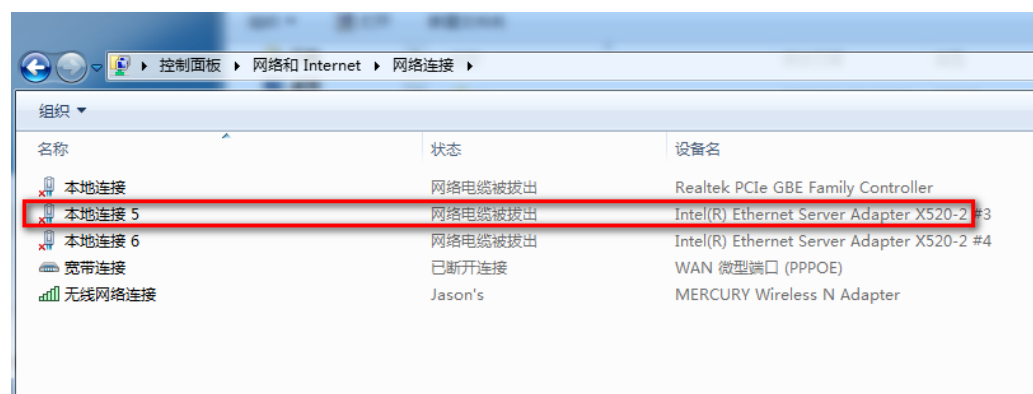 控制面板 网络和 Internet 网络连接
组织
名称 状态 设备名
本地连接 网络电缆被拔出 Realtek PCIe GBE Family Controller
本地连接 5 网络电缆被拔出 Intel(R) Ethernet Server Adapter X520-2 #3
本地连接 6 网络电缆被拔出 Intel(R) Ethernet Server Adapter X520-2 #4
宽带连接 已断开连接 WAN 微型端口 (PPPOE)
无线网络连接 Jason's MERCURY Wireless N Adapter